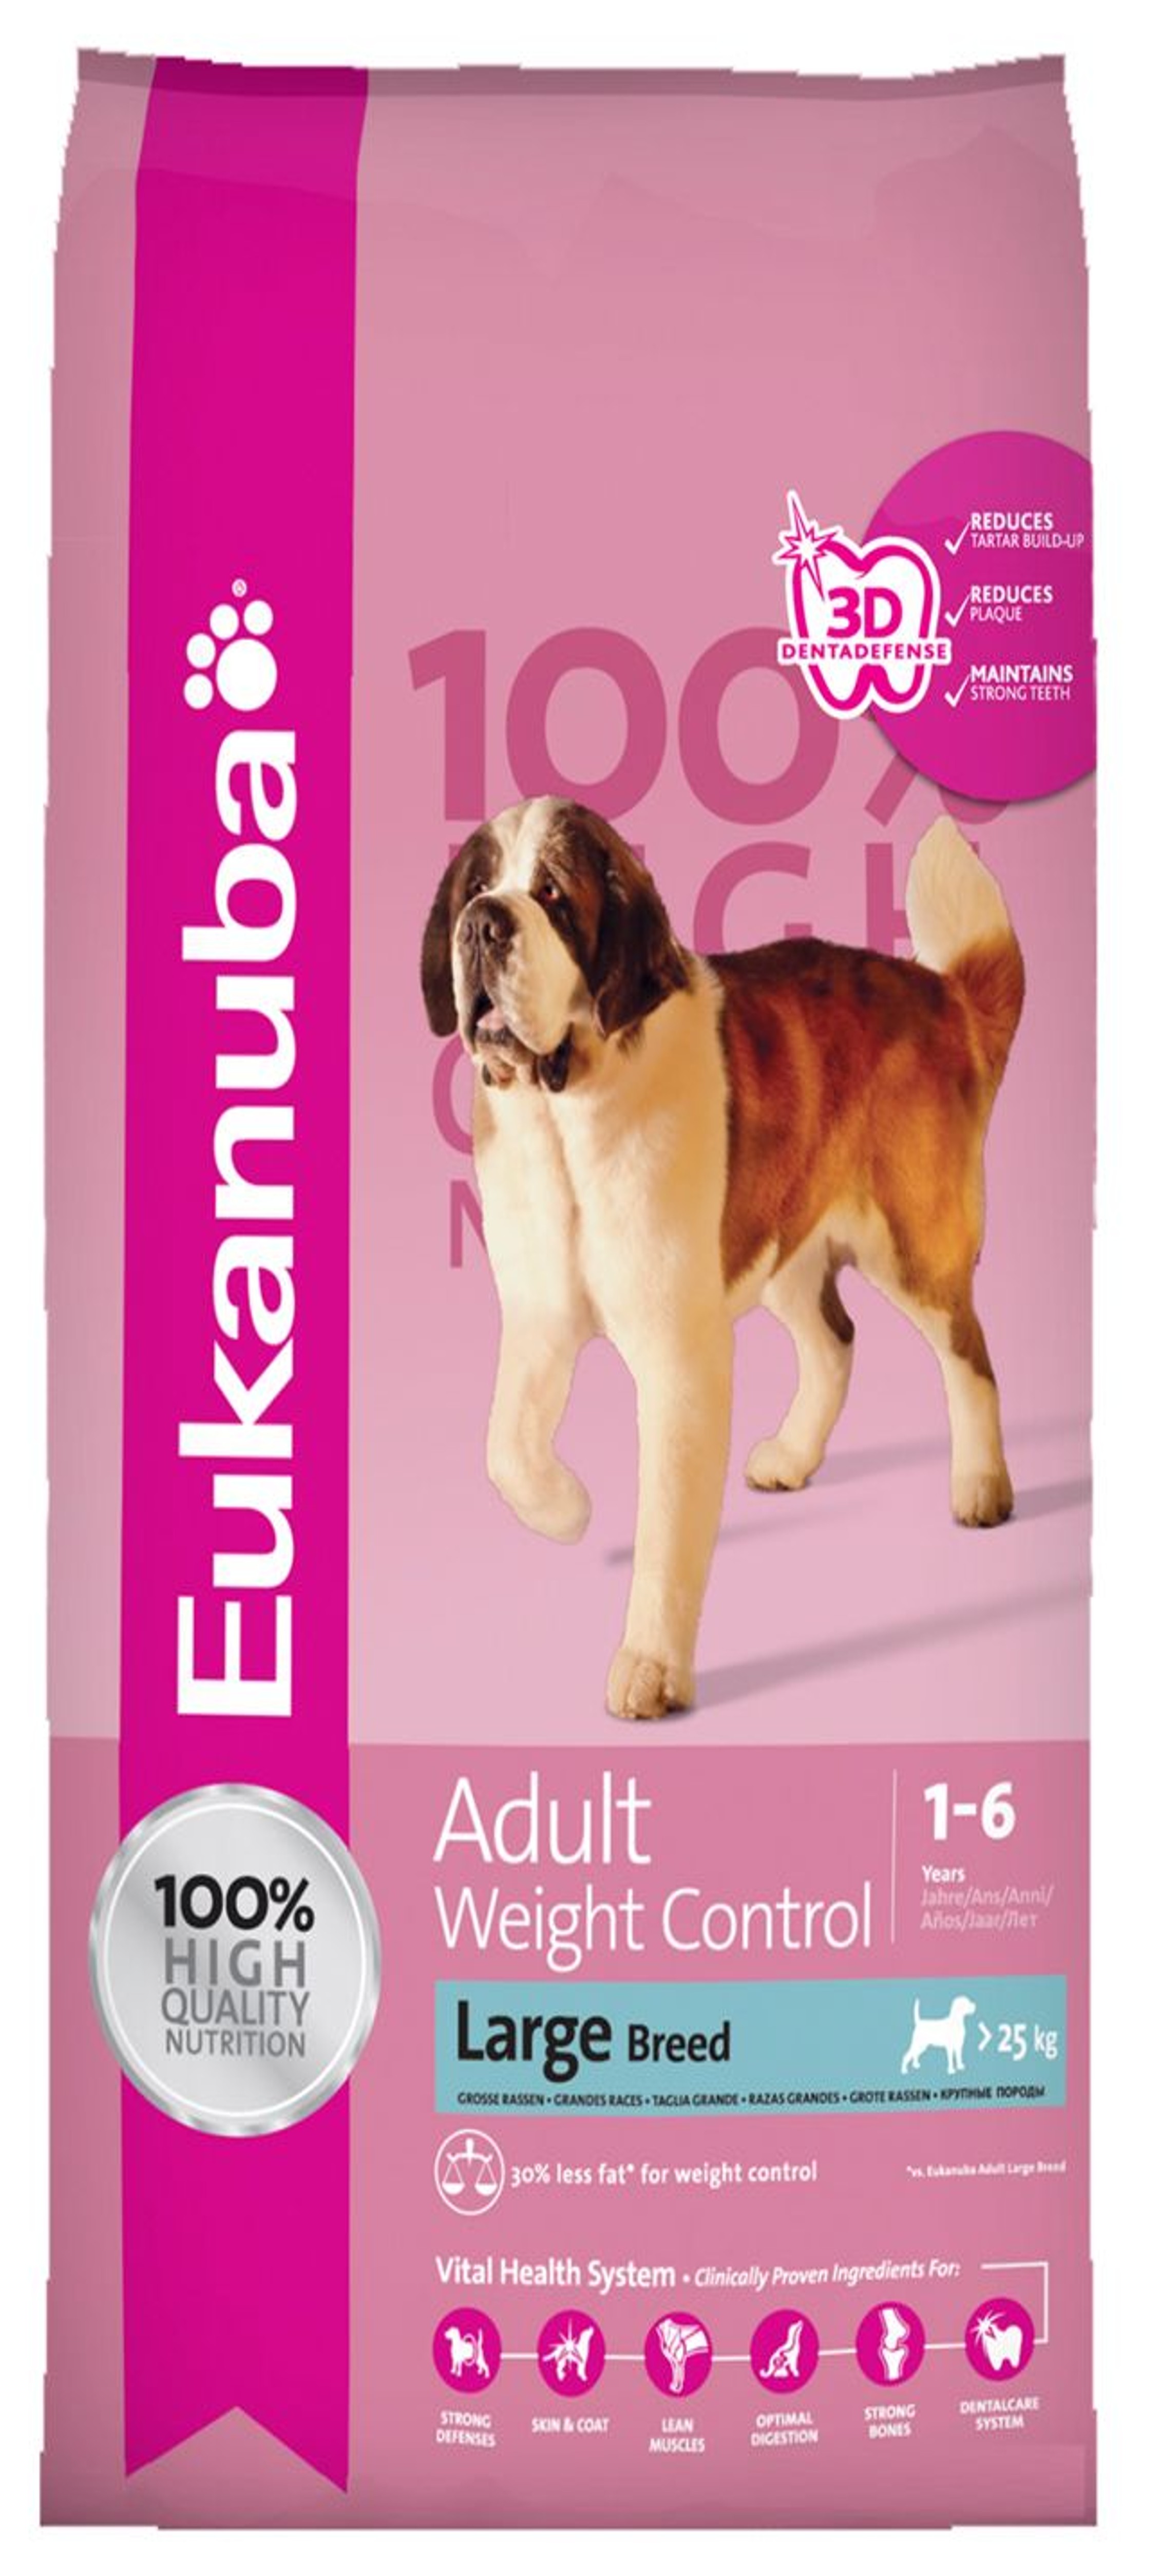 Eukanuba®
REDUCES
TARTAR BUILD-UP
REDUCES
PLAQUE
MAINTAINS
STRONG TEETH
3D
DENTADEFENSE
100%
100%
HIGH
QUALITY
NUTRITION
Adult
Weight Control
1-6
Years
Jahre/Ans/Anni/
Años/Jaar/Лет
Large Breed
> 25 kg
GROSSE RASSEN • GRANDES RACES • TAGLIA GRANDE • RAZAS GRANDES • GROTE RASSEN • КРУПНЫЕ ПОРОДЫ
30% less fat* for weight control
*vs. Eukanuba Adult Large Breed
Vital Health System • Clinically Proven Ingredients For:
STRONG
DEFENSES
SKIN & COAT
LEAN
MUSCLES
OPTIMAL
DIGESTION
STRONG
BONES
DENTALCARE
SYSTEM